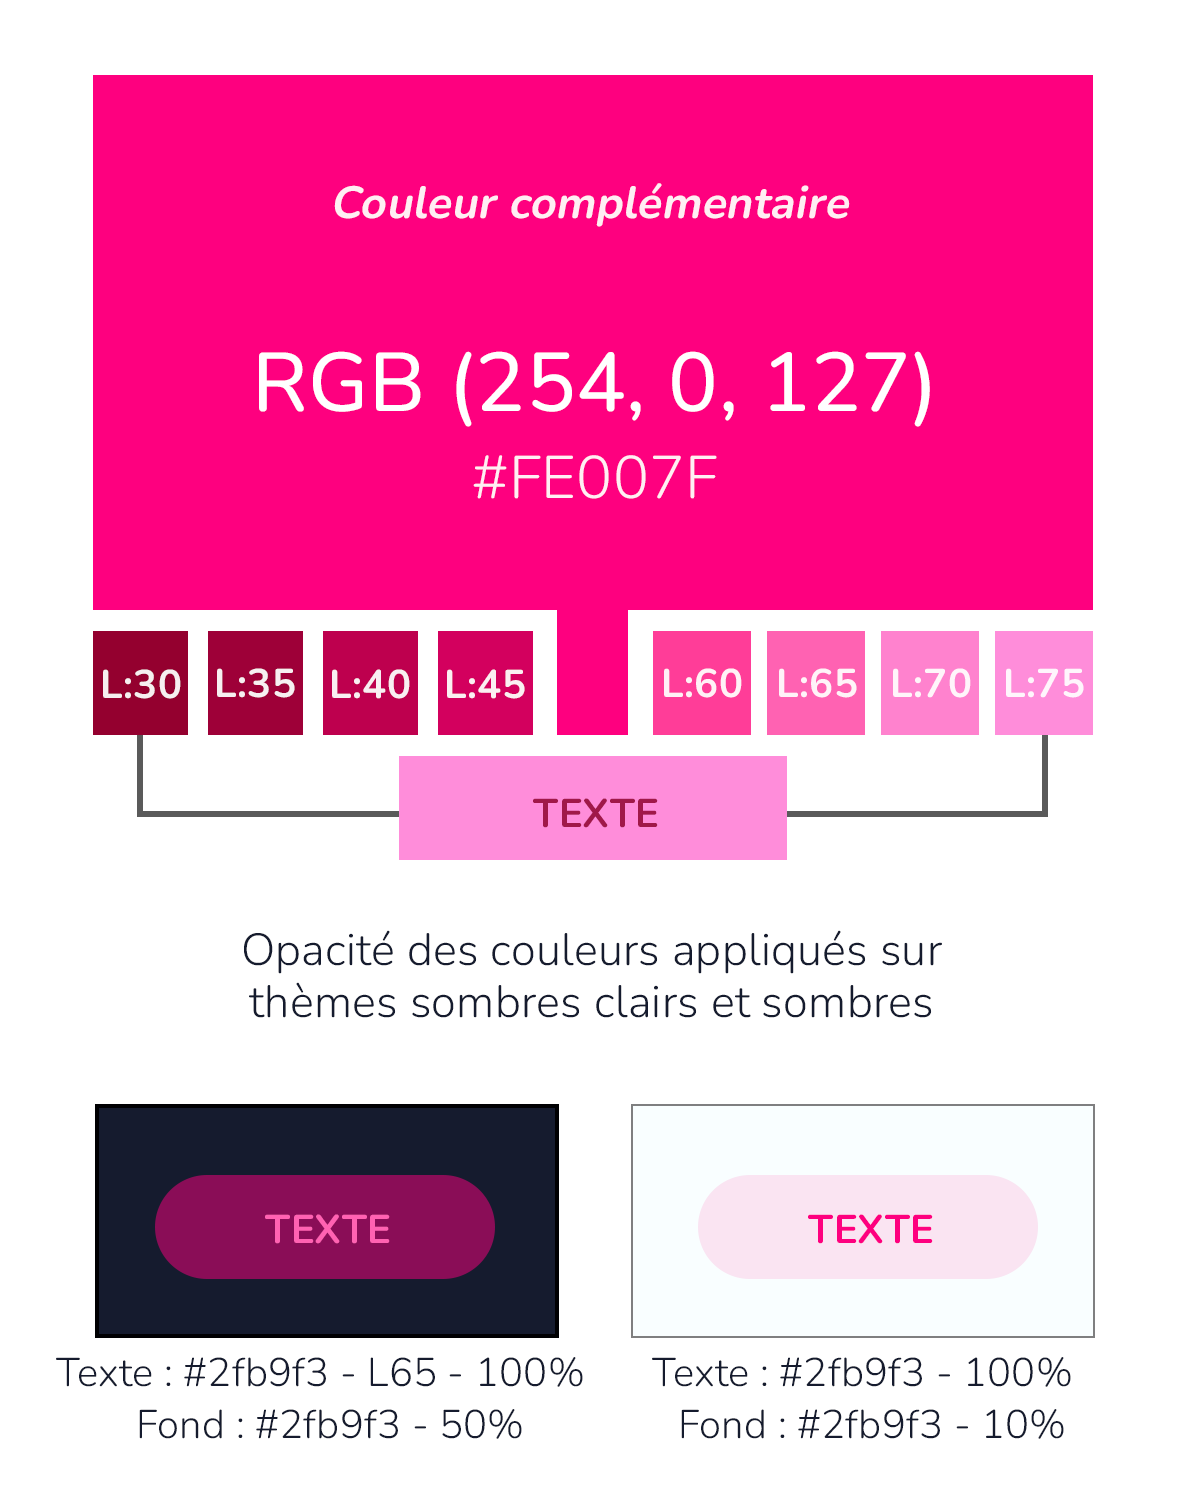 Couleur complémentaire
RGB (254, 0, 127)
#FE007F
L:30 L:35 L:40 L:45 L:60 L:65 L:70 L:75
TEXTE
Opacité des couleurs appliqués sur
thèmes sombres clairs et sombres
TEXTE
Texte : #2fb9f3 - L65 - 100%
Fond : #2fb9f3 - 50%
TEXTE
Texte : #2fb9f3 - 100%
Fond : #2fb9f3 - 10%